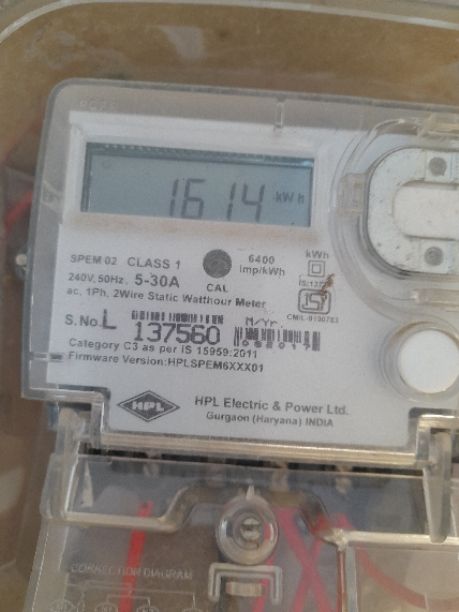 1614 kWh
SPEM 02 CLASS 1
240V, 50Hz, 5-30A
CAL
6400
imp/kWh
kWh
ac, 1Ph, 2Wire Static Watthour Meter
S.No. L 137560
M/Yr.
082017
Category C3 as per IS 15959:2011
Firmware Version:HPLSPEM6XXX01
HPL
HPL Electric & Power Ltd.
Gurgaon (Haryana) INDIA
CONNECTION DIAGRAM